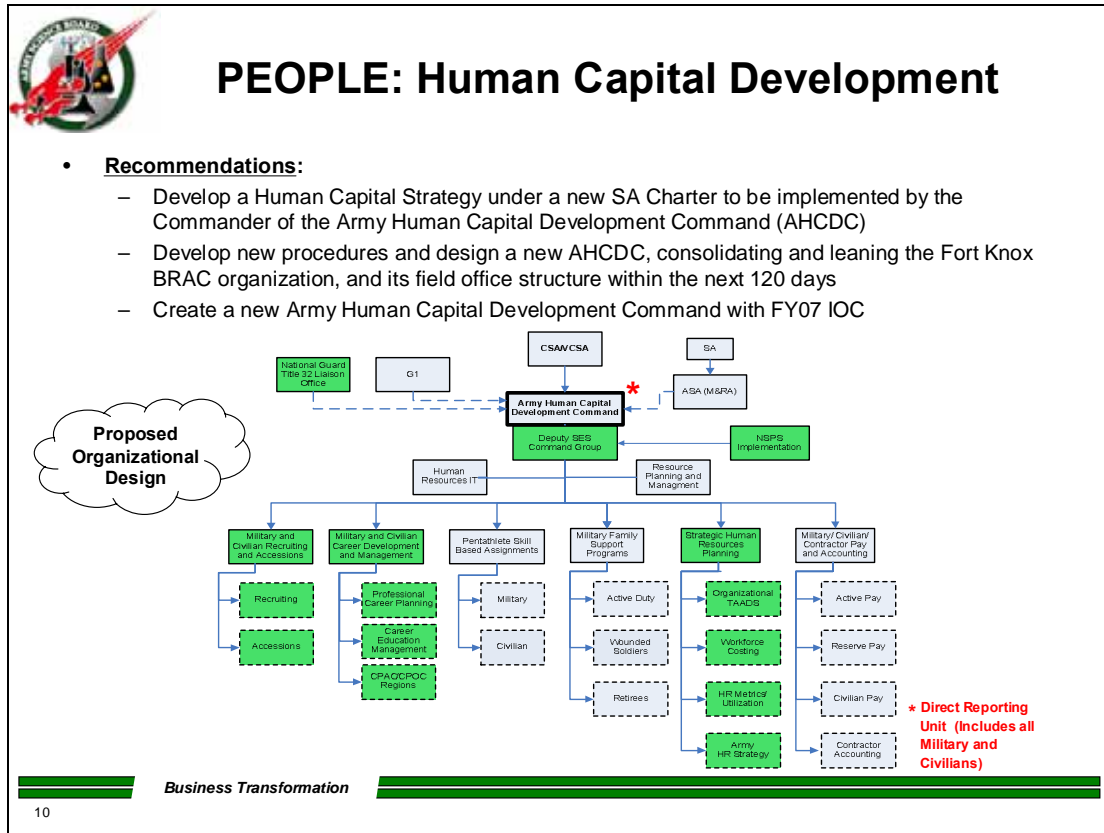 ARMY SCIENCE BOARD
PEOPLE: Human Capital Development
• Recommendations:
– Develop a Human Capital Strategy under a new SA Charter to be implemented by the
Commander of the Army Human Capital Development Command (AHCDC)
– Develop new procedures and design a new AHCDC, consolidating and leaning the Fort Knox
BRAC organization, and its field office structure within the next 120 days
– Create a new Army Human Capital Development Command with FY07 IOC
CSA/VCSA
SA
National Guard
Title 32 Liaison
Office
G1
ASA (M&RA)
*
Army Human Capital
Development Command
Proposed
Organizational
Design
Deputy SES
Command Group
NSPS
Implementation
Human
Resources IT
Resource
Planning and
Managment
Military and
Civilian Recruiting
and Accessions
Military and Civilian
Career Development
and Management
Pentathlete Skill
Based Assignments
Military Family
Support
Programs
Strategic Human
Resources
Planning
Military/ Civilian/
Contractor Pay
and Accounting
Recruiting
Accessions
Professional
Career Planning
Career
Education
Management
CPAC/CPOC
Regions
Military
Civilian
Active Duty
Wounded
Soldiers
Retirees
Organizational
TAADS
Workforce
Costing
HR Metrics/
Utilization
Army
HR Strategy
Active Pay
Reserve Pay
Civilian Pay
Contractor
Accounting
* Direct Reporting
Unit (Includes all
Military and
Civilians)
Business Transformation
10